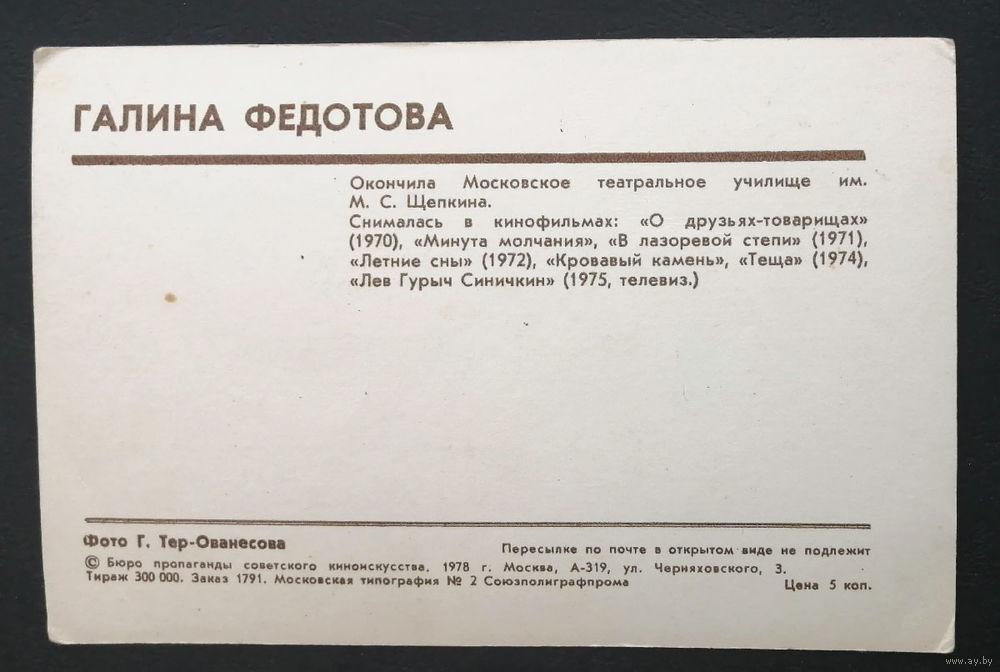 ГАЛИНА ФЕДОТОВА
Окончила Московское театральное училище им.
М. С. Щепкина.
Снималась в кинофильмах: «О друзьях-товарищах»
(1970), «Минута молчания», «В лазоревой степи» (1971),
«Летние сны» (1972), «Кровавый камень», «Теща» (1974),
«Лев Гурыч Синичкин» (1975, телевиз.)
Фото Г. Тер-Ованесова
Пересылке по почте в открытом виде не подлежит
© Бюро пропаганды советского киноискусства. 1978 г. Москва, А-319, ул. Черняховского, 3.
Тираж 300 000. Заказ 1791. Московская типография № 2 Союзполиграфпрома
Цена 5 коп.
www.ay.by